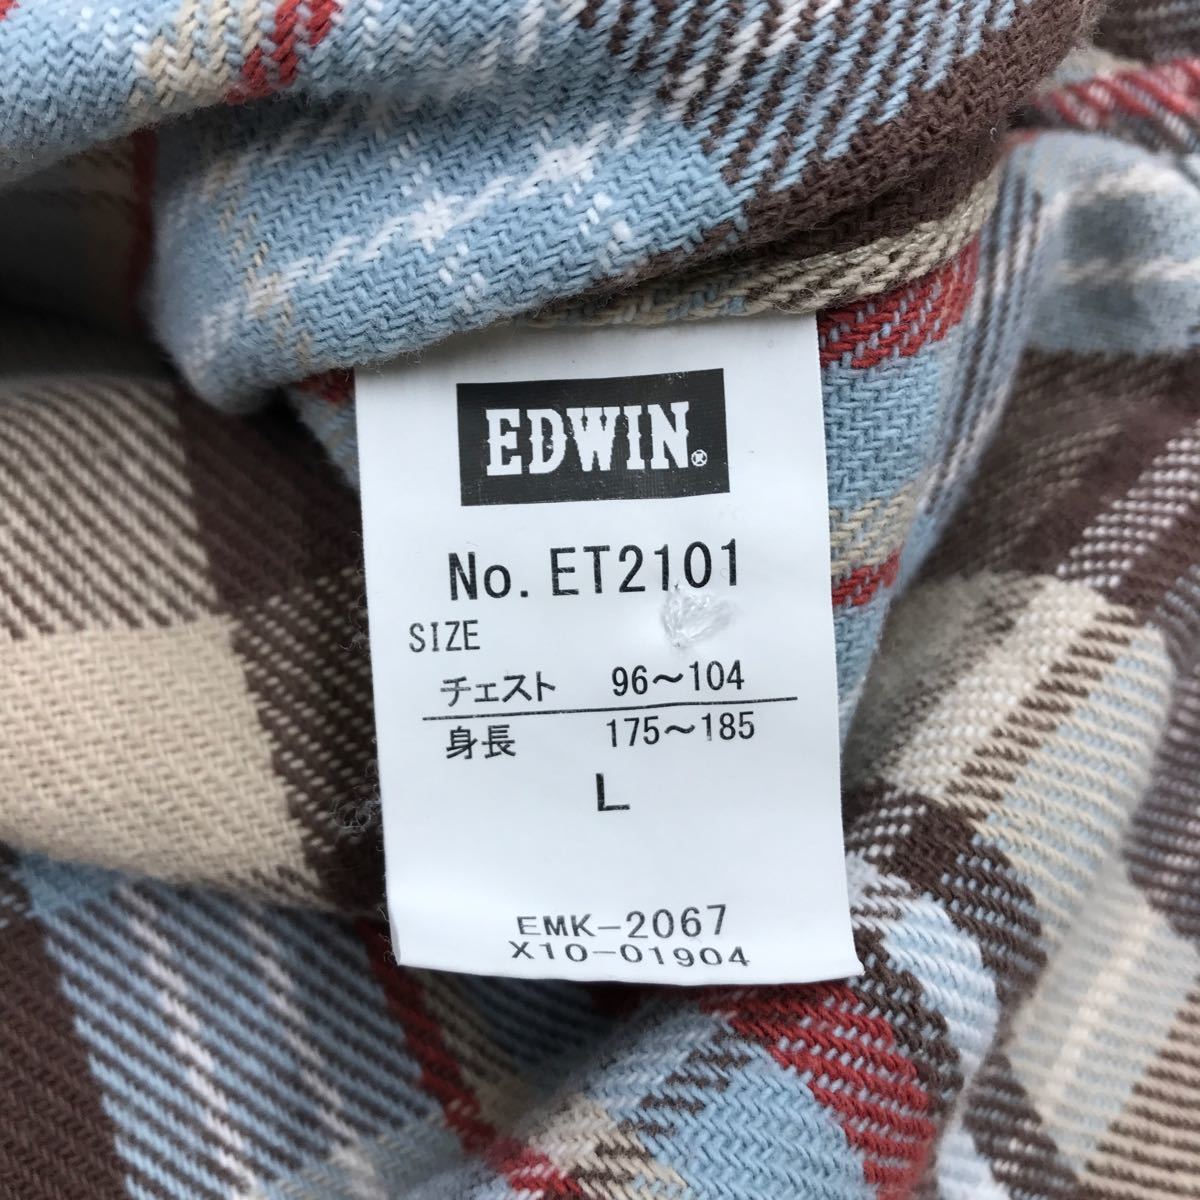 EDWIN®
No. ET2101
SIZE
チェスト 96～104
身長 175～185
L
EMK-2067
X10-01904